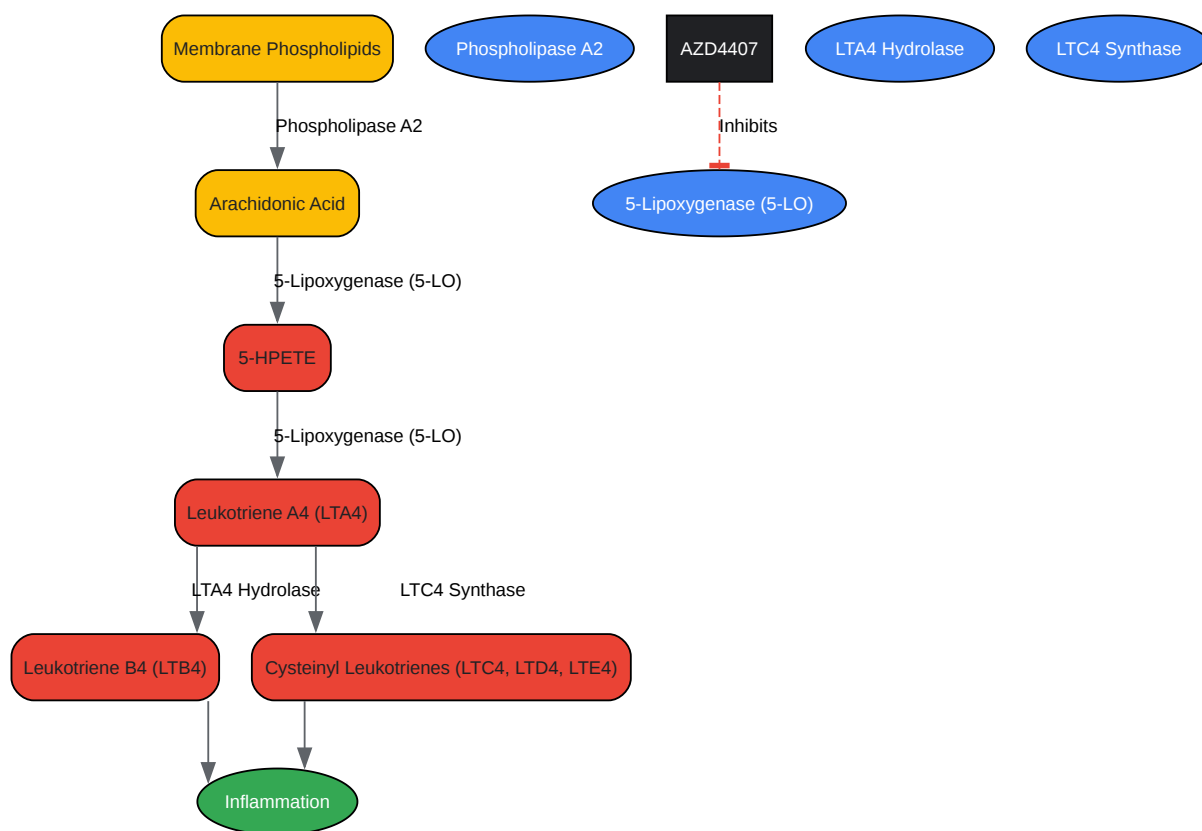 Membrane Phospholipids
Phospholipase A2
AZD4407
LTA4 Hydrolase
LTC4 Synthase
Phospholipase A2
Inhibits
Arachidonic Acid
5-Lipoxygenase (5-LO)
5-Lipoxygenase (5-LO)
5-HPETE
5-Lipoxygenase (5-LO)
Leukotriene A4 (LTA4)
LTA4 Hydrolase
LTC4 Synthase
Leukotriene B4 (LTB4)
Cysteinyl Leukotrienes (LTC4, LTD4, LTE4)
Inflammation